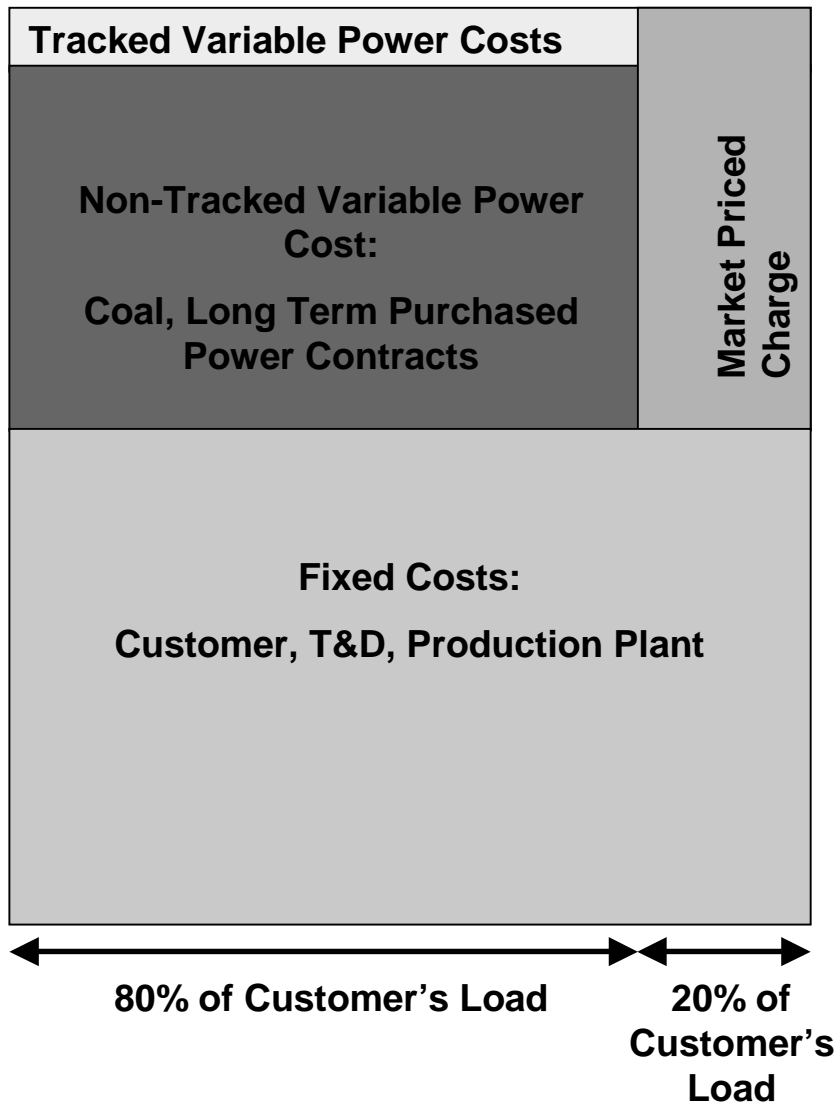 Tracked Variable Power Costs
Non-Tracked Variable Power
Cost:
Coal, Long Term Purchased
Power Contracts
Market Priced
Charge
Fixed Costs:
Customer, T&D, Production Plant
80% of Customer’s Load
20% of
Customer’s
Load